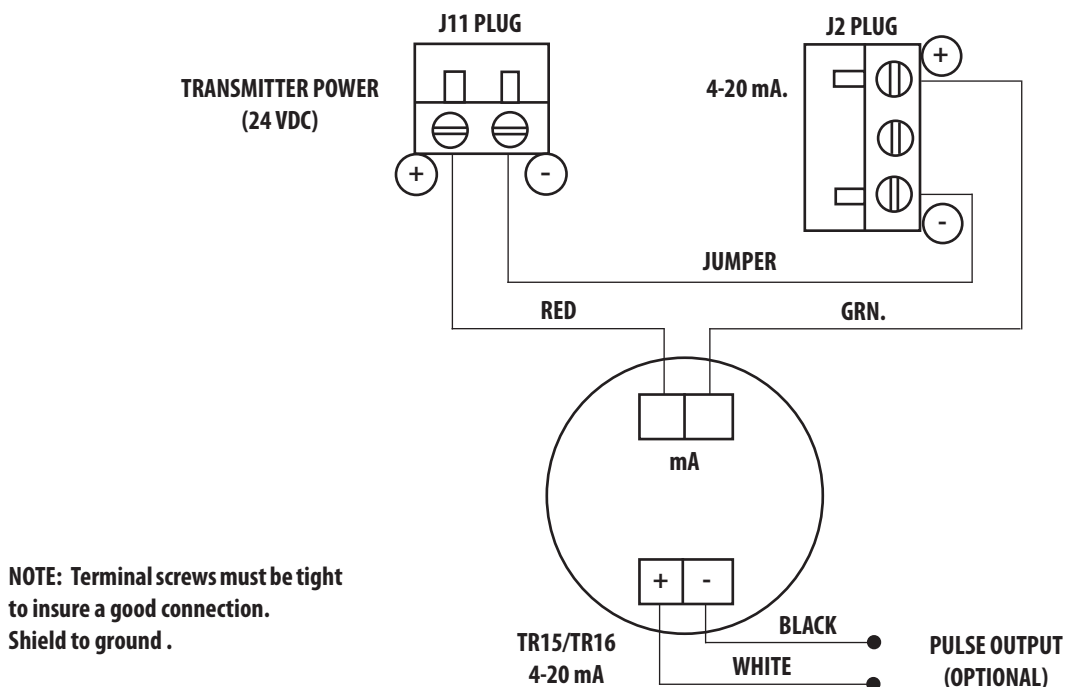 J11 PLUG
J2 PLUG
TRANSMITTER POWER
(24 VDC)
4-20 mA.
+
+
-
-
JUMPER
RED
GRN.
mA
NOTE: Terminal screws must be tight
to insure a good connection.
Shield to ground .
+ -
TR15/TR16
4-20 mA
BLACK
WHITE
PULSE OUTPUT
(OPTIONAL)